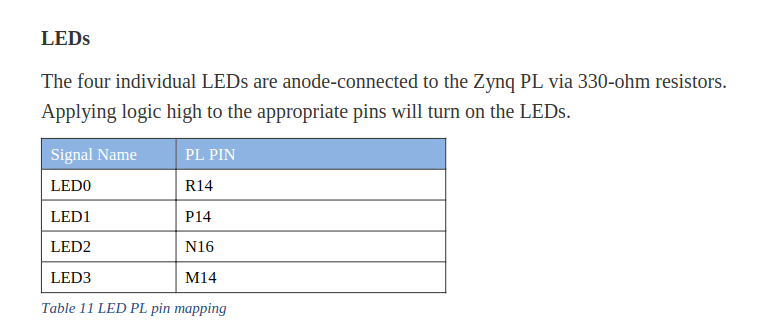 LEDs
The four individual LEDs are anode-connected to the Zynq PL via 330-ohm resistors.
Applying logic high to the appropriate pins will turn on the LEDs.
Signal Name PL PIN
LED0 R14
LED1 P14
LED2 N16
LED3 M14
Table 11 LED PL pin mapping